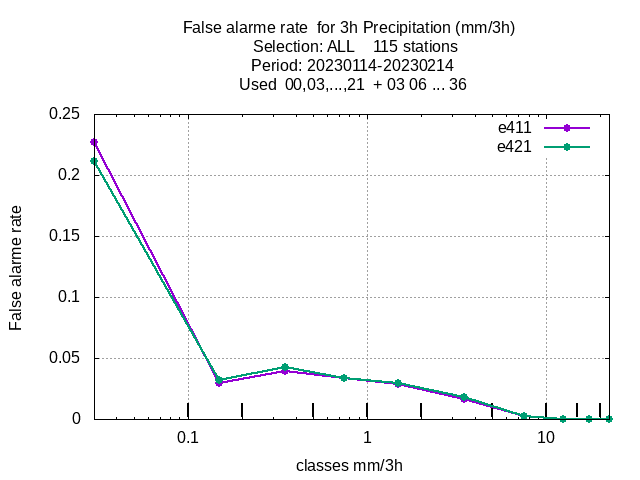 False alarme rate  for 3h Precipitation (mm/3h)
Selection: ALL    115 stations
Period: 20230114-20230214
Used  00,03,...,21  + 03 06 ... 36
e411
e421
0.25
0.2
0.15
0.1
0.05
0
False alarme rate
0.1
1
10
classes mm/3h